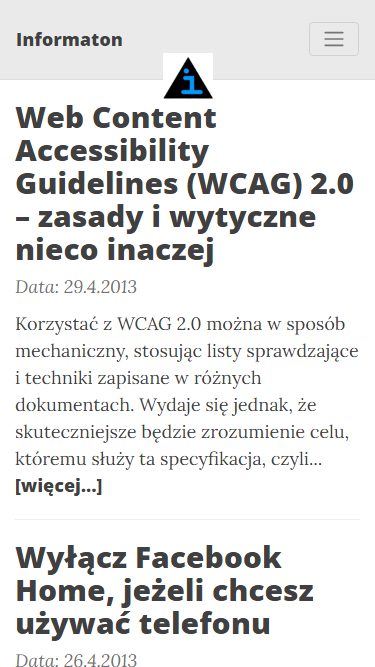 Informaton
i
Web Content
Accessibility
Guidelines (WCAG) 2.0
– zasady i wytyczne
nieco inaczej
Data: 29.4.2013
Korzystać z WCAG 2.0 można w sposób
mechaniczny, stosując listy sprawdzające
i techniki zapisane w różnych
dokumentach. Wydaje się jednak, że
skuteczniejsze będzie zrozumienie celu,
któremu służy ta specyfikacja, czyli...
[więcej...]
Wyłącz Facebook
Home, jeżeli chcesz
używać telefonu
Data: 26.4.2013